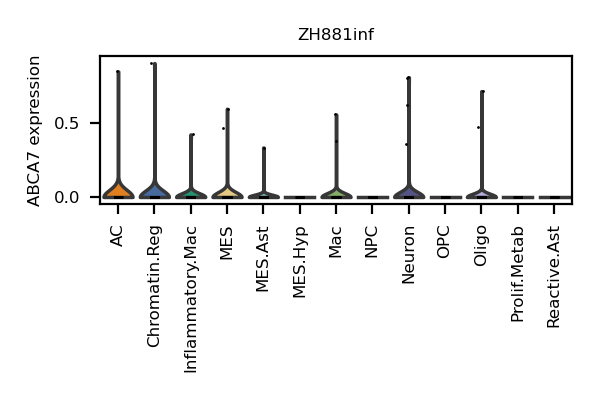 ZH881inf
ABCA7 expression
0.5
0.0
AC
Chromatin.Reg
Inflammatory.Mac
MES
MES.Ast
MES.Hyp
Mac
NPC
Neuron
OPC
Oligo
Prolif.Metab
Reactive.Ast